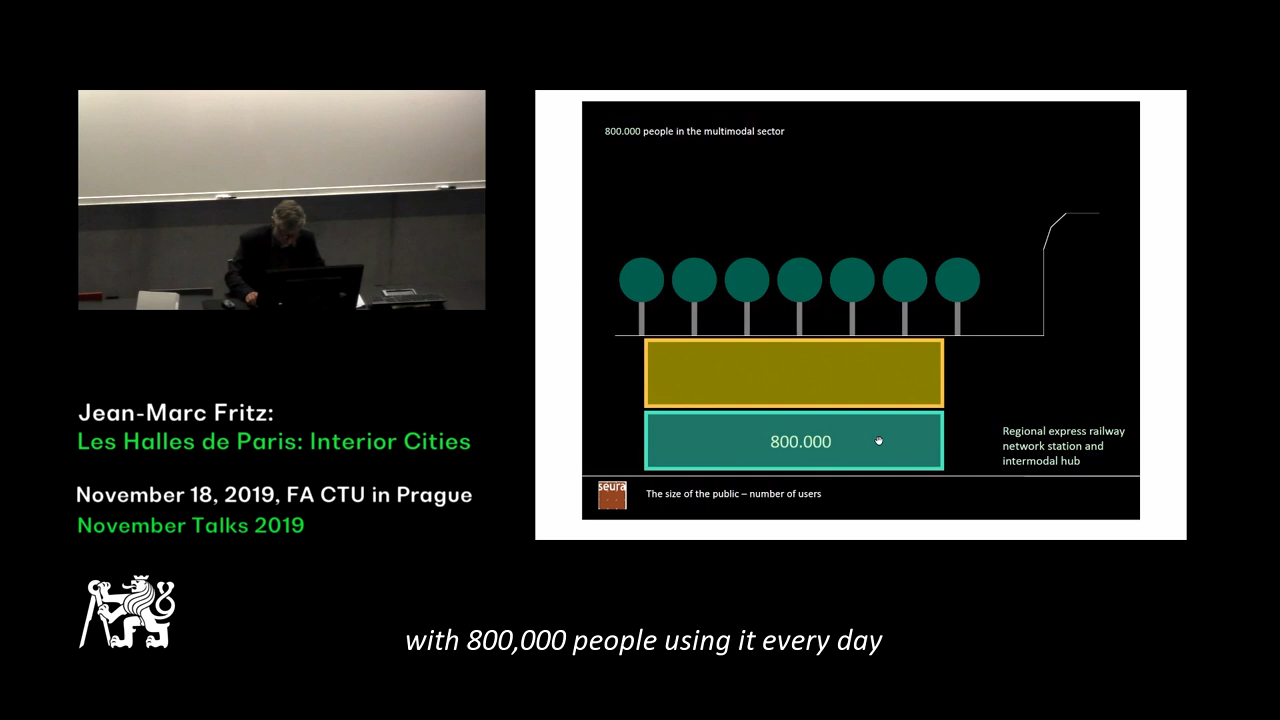 800.000 people in the multimodal sector
800.000
Regional express railway
network station and
intermodal hub
seura
The size of the public – number of users
Jean-Marc Fritz:
Les Halles de Paris: Interior Cities
November 18, 2019, FA CTU in Prague
November Talks 2019
with 800,000 people using it every day